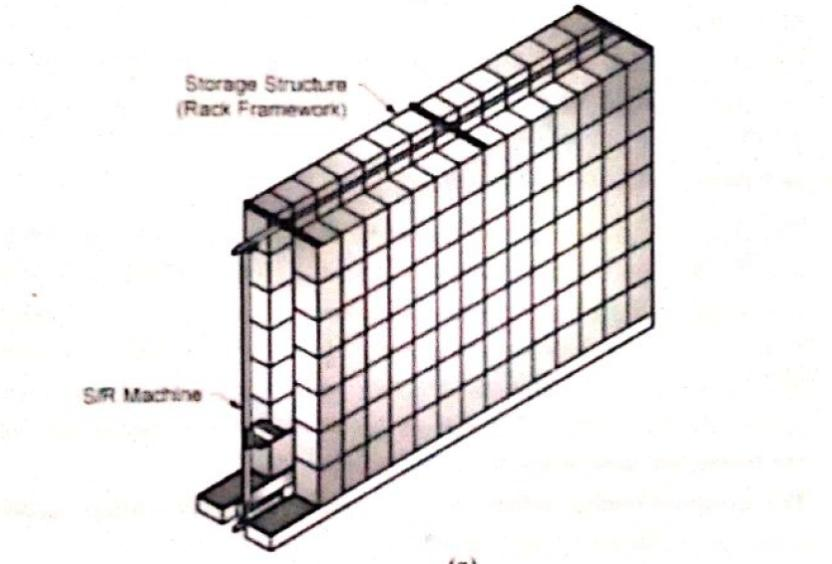 Storage Structure
(Rack Framework)
S/R Machine
(a)